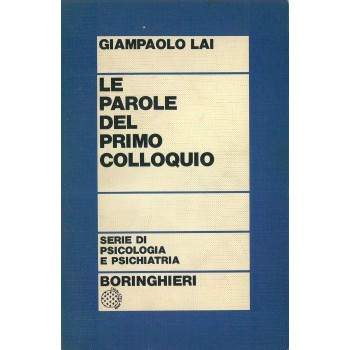 GIAMPAOLO LAI
LE
PAROLE
DEL
PRIMO
COLLOQUIO
SERIE DI
PSICOLOGIA
E PSICHIATRIA
BORINGHIERI